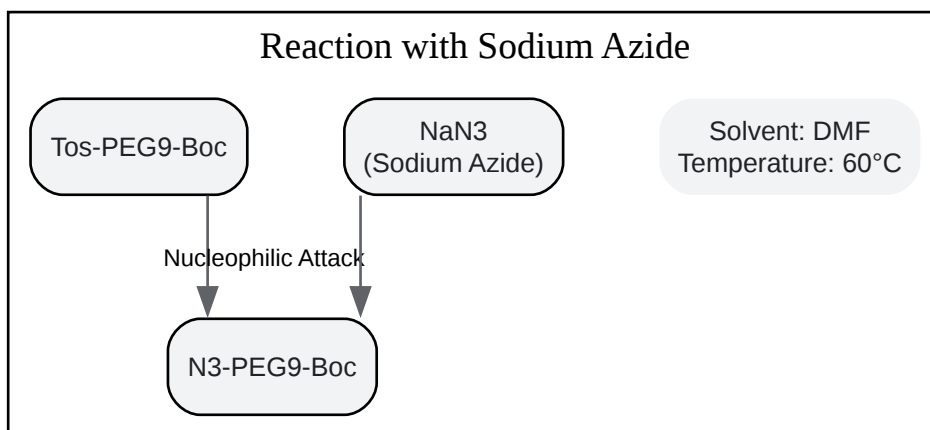 Reaction with Sodium Azide
Tos-PEG9-Boc
NaN3
(Sodium Azide)
Solvent: DMF
Temperature: 60°C
Nucleophilic Attack
N3-PEG9-Boc